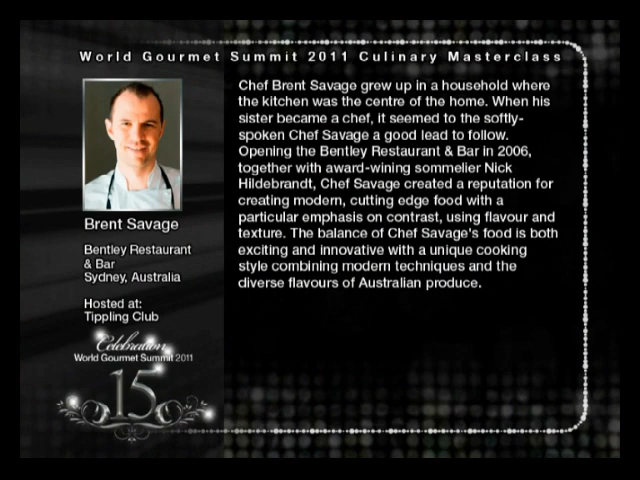 World Gourmet Summit 2011 Culinary Masterclass
Chef Brent Savage grew up in a household where
the kitchen was the centre of the home. When his
sister became a chef, it seemed to the softly-
spoken Chef Savage a good lead to follow.
Opening the Bentley Restaurant & Bar in 2006,
together with award-wining sommelier Nick
Hildebrandt, Chef Savage created a reputation for
creating modern, cutting edge food with a
particular emphasis on contrast, using flavour and
texture. The balance of Chef Savage's food is both
exciting and innovative with a unique cooking
style combining modern techniques and the
diverse flavours of Australian produce.
Brent Savage
Bentley Restaurant
& Bar
Sydney, Australia
Hosted at:
Tippling Club
Celebration
World Gourmet Summit 2011
15